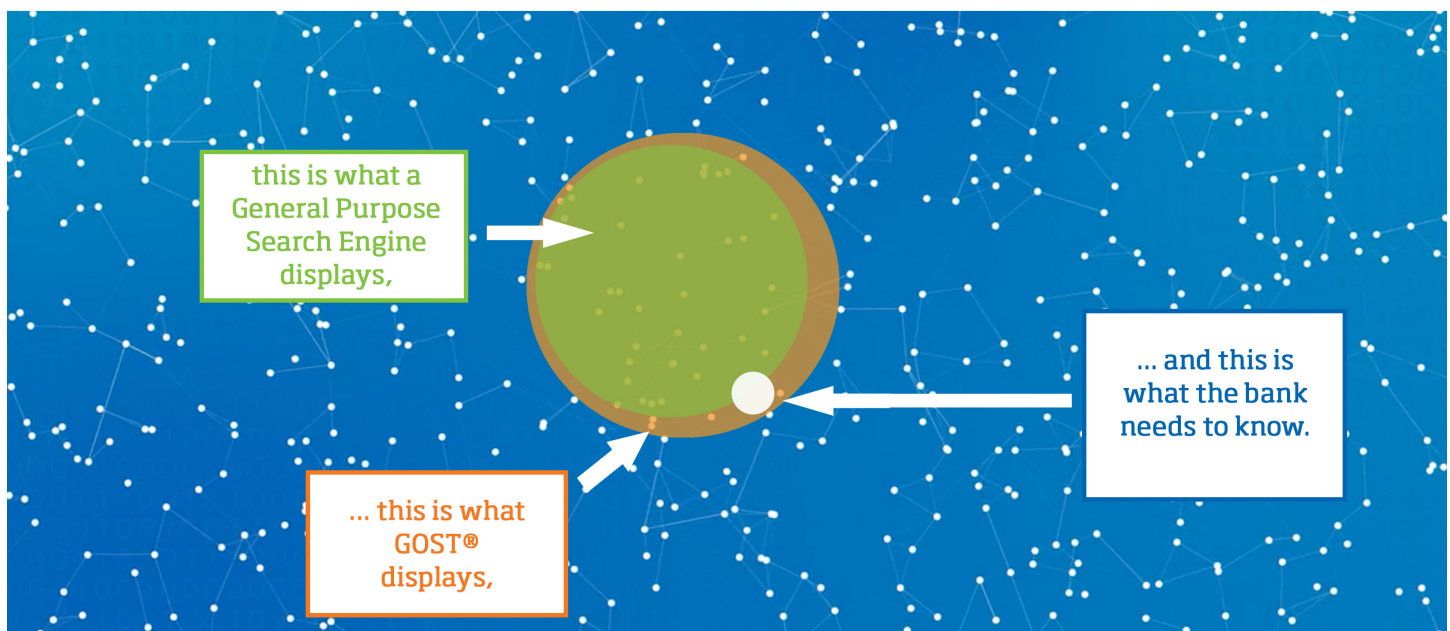 this is what a
General Purpose
Search Engine
displays,
... this is what
GOST®
displays,
... and this is
what the bank
needs to know.